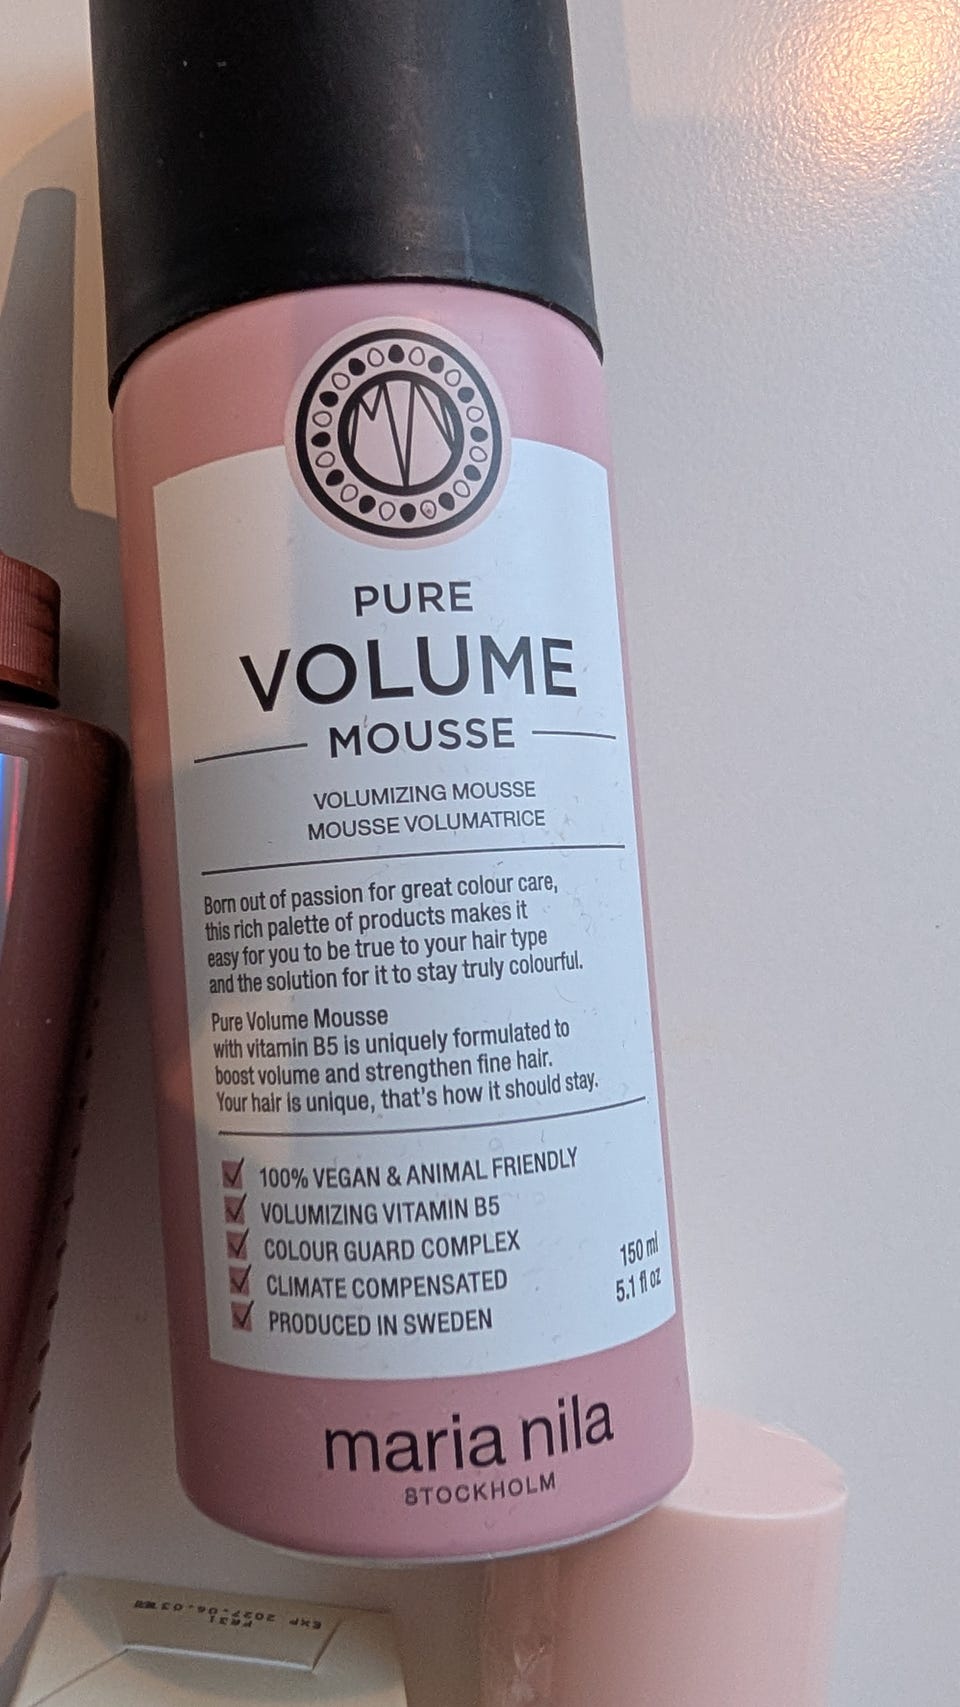 PURE
VOLUME
MOUSSE
VOLUMIZING MOUSSE
MOUSSE VOLUMATRICE
Born out of passion for great colour care,
this rich palette of products makes it
easy for you to be true to your hair type
and the solution for it to stay truly colourful.
Pure Volume Mousse
with vitamin B5 is uniquely formulated to
boost volume and strengthen fine hair.
Your hair is unique, that's how it should stay.
100% VEGAN & ANIMAL FRIENDLY
VOLUMIZING VITAMIN B5
COLOUR GUARD COMPLEX
CLIMATE COMPENSATED
PRODUCED IN SWEDEN
150 ml
5.1 fl oz
maria nila
STOCKHOLM
EXP